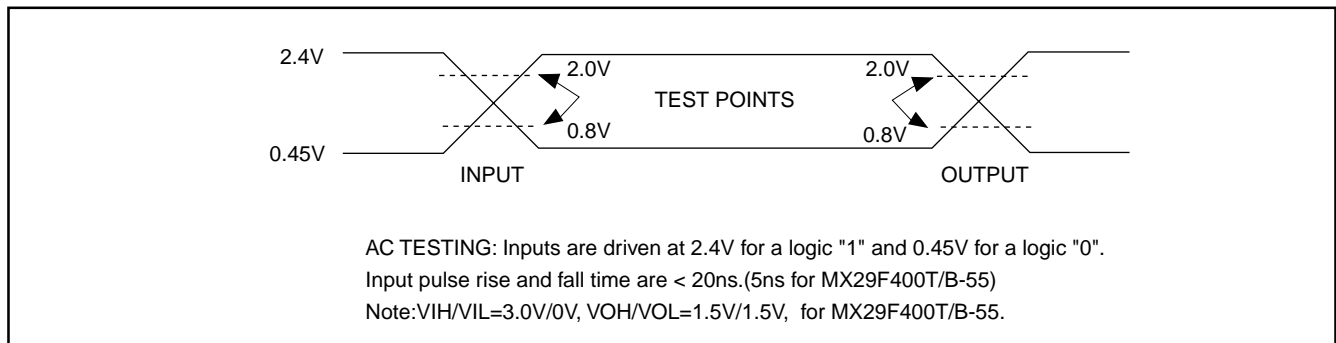 2.4V
2.0V
2.0V
TEST POINTS
0.8V
0.8V
0.45V
INPUT
OUTPUT
AC TESTING: Inputs are driven at 2.4V for a logic "1" and 0.45V for a logic "0".
Input pulse rise and fall time are < 20ns.(5ns for MX29F400T/B-55)
Note:VIH/VIL=3.0V/0V, VOH/VOL=1.5V/1.5V, for MX29F400T/B-55.